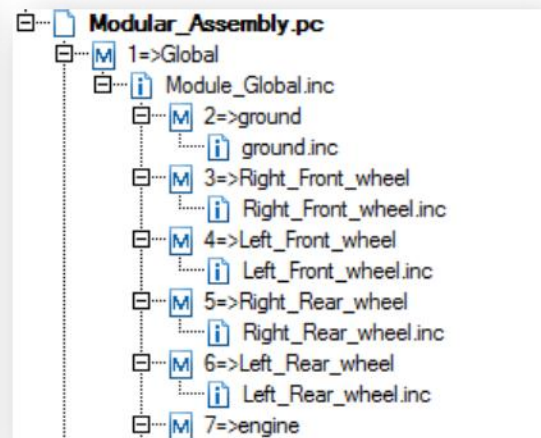 Modular_Assembly.pc
M 1=>Global
i Module_Global.inc
M 2=>ground
i ground.inc
M 3=>Right_Front_wheel
i Right_Front_wheel.inc
M 4=>Left_Front_wheel
i Left_Front_wheel.inc
M 5=>Right_Rear_wheel
i Right_Rear_wheel.inc
M 6=>Left_Rear_wheel
i Left_Rear_wheel.inc
M 7=>engine